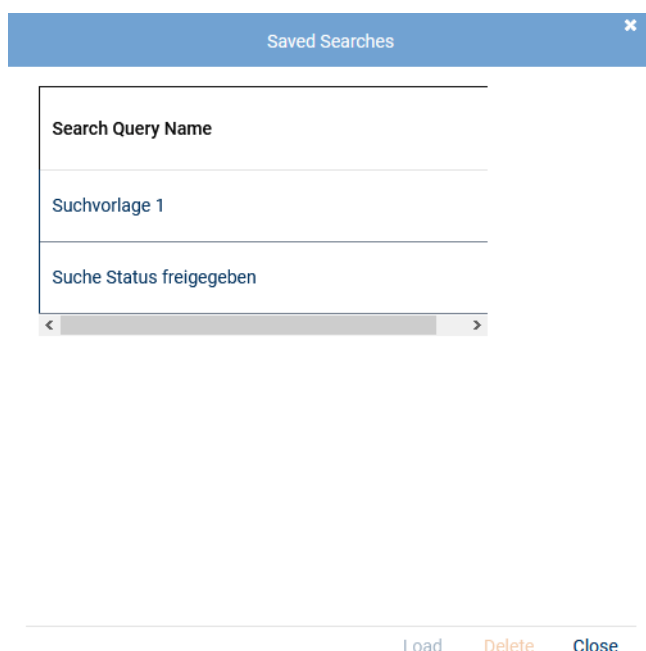 Saved Searches
Search Query Name
Suchvorlage 1
Suche Status freigegeben
Load Delete Close